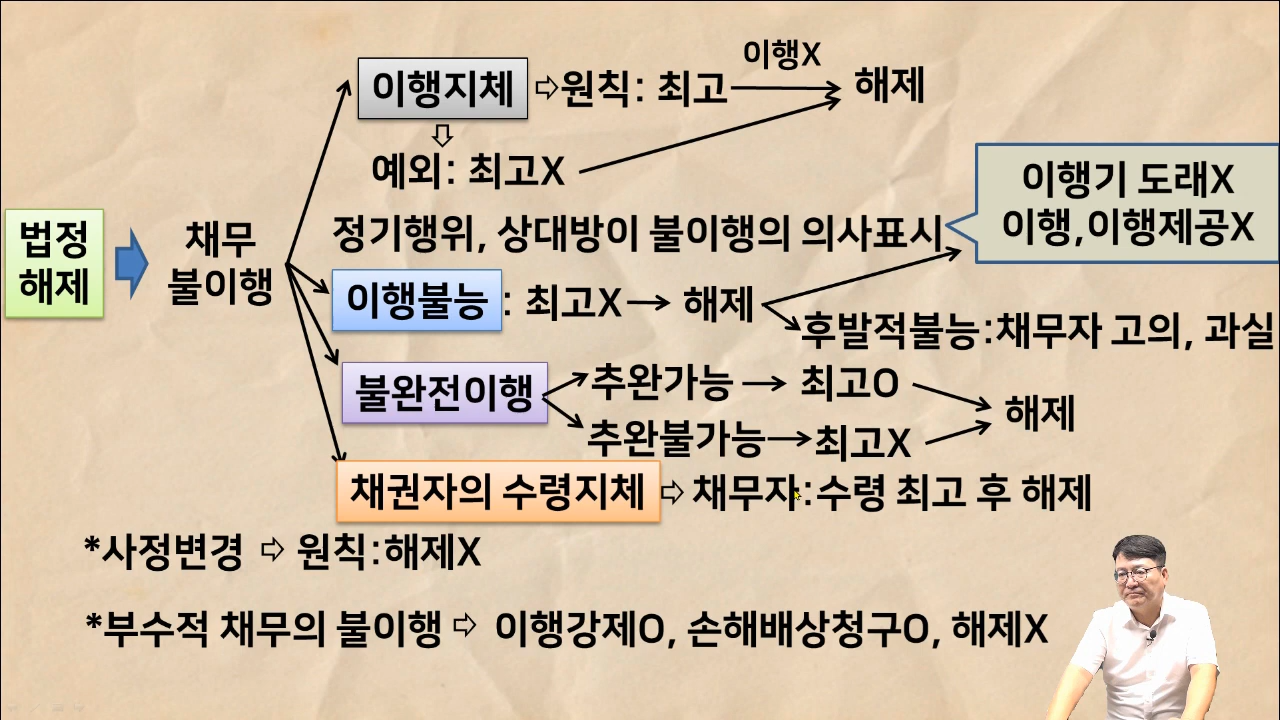 이행X
이행지체 ⇨ 원칙: 최고 → 해제
예외: 최고X
이행기 도래X
이행,이행제공X
정기행위, 상대방이 불이행의 의사표시
법정
해제
채무
불이행
이행불능 : 최고X → 해제
후발적불능:채무자 고의, 과실
불완전이행
추완가능 → 최고O
추완불가능→최고X
해제
채권자의 수령지체 ⇨ 채무자:수령 최고 후 해제
*사정변경 ⇨ 원칙:해제X
*부수적 채무의 불이행 ⇨ 이행강제O, 손해배상청구O, 해제X